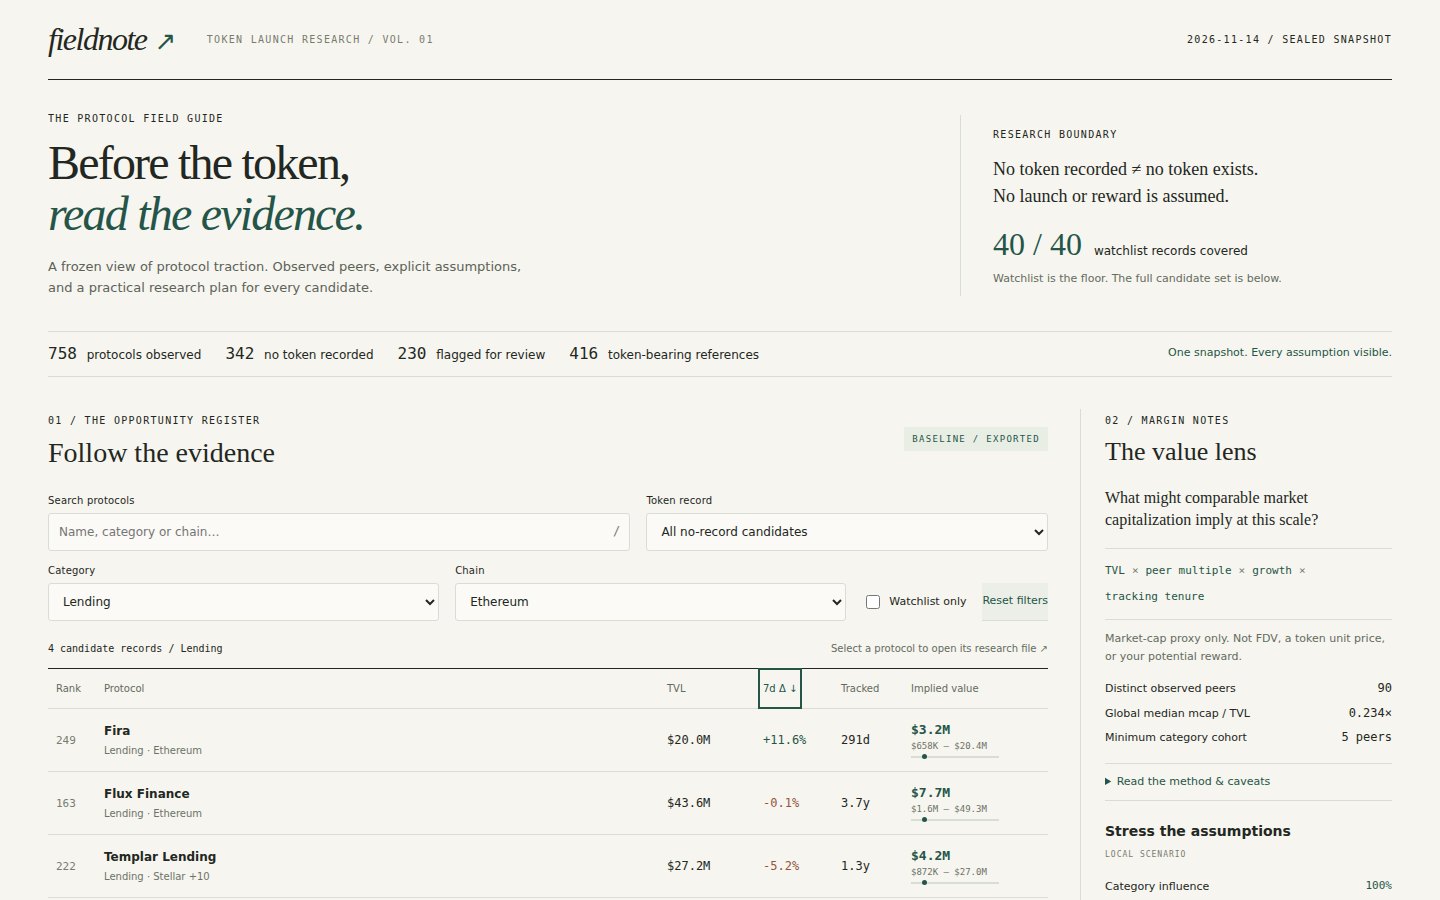 fieldnote ↗
TOKEN LAUNCH RESEARCH / VOL. 01
2026-11-14 / SEALED SNAPSHOT
THE PROTOCOL FIELD GUIDE
Before the token,
read the evidence.
A frozen view of protocol traction. Observed peers, explicit assumptions,
and a practical research plan for every candidate.
RESEARCH BOUNDARY
No token recorded ≠ no token exists.
No launch or reward is assumed.
40 / 40 watchlist records covered
Watchlist is the floor. The full candidate set is below.
758 protocols observed 342 no token recorded 230 flagged for review 416 token-bearing references
One snapshot. Every assumption visible.
01 / THE OPPORTUNITY REGISTER
Follow the evidence
BASELINE / EXPORTED
Search protocols
Name, category or chain… /
Token record
All no-record candidates
Category
Lending
Chain
Ethereum
Watchlist only
Reset filters
4 candidate records / Lending
Select a protocol to open its research file ↗
Rank Protocol TVL 7d Δ ↓ Tracked Implied value
249 Fira $20.0M +11.6% 291d $3.2M
Lending · Ethereum $658K — $20.4M
163 Flux Finance $43.6M -0.1% 3.7y $7.7M
Lending · Ethereum $1.6M — $49.3M
222 Templar Lending $27.2M -5.2% 1.3y $4.2M
Lending · Stellar +10 $872K — $27.0M
02 / MARGIN NOTES
The value lens
What might comparable market
capitalization imply at this scale?
TVL × peer multiple × growth ×
tracking tenure
Market-cap proxy only. Not FDV, a token unit price,
or your potential reward.
Distinct observed peers 90
Global median mcap / TVL 0.234×
Minimum category cohort 5 peers
▶ Read the method & caveats
Stress the assumptions
LOCAL SCENARIO
Category influence 100%